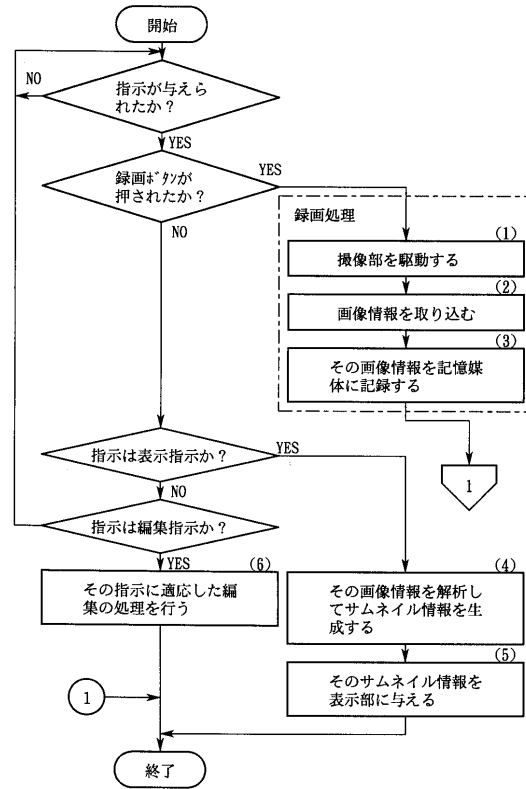 開始
指示が与えら
れたか?
NO
YES
録画ボタンが
押されたか?
YES
NO
録画処理
(1)
撮像部を駆動する
(2)
画像情報を取り込む
(3)
その画像情報を記憶媒
体に記録する
1
指示は表示指示か?
YES
NO
指示は編集指示か?
YES
(6)
その指示に適応した編
集の処理を行う
(4)
その画像情報を解析し
てサムネイル情報を生
成する
(5)
そのサムネイル情報を
表示部に与える
1
終了